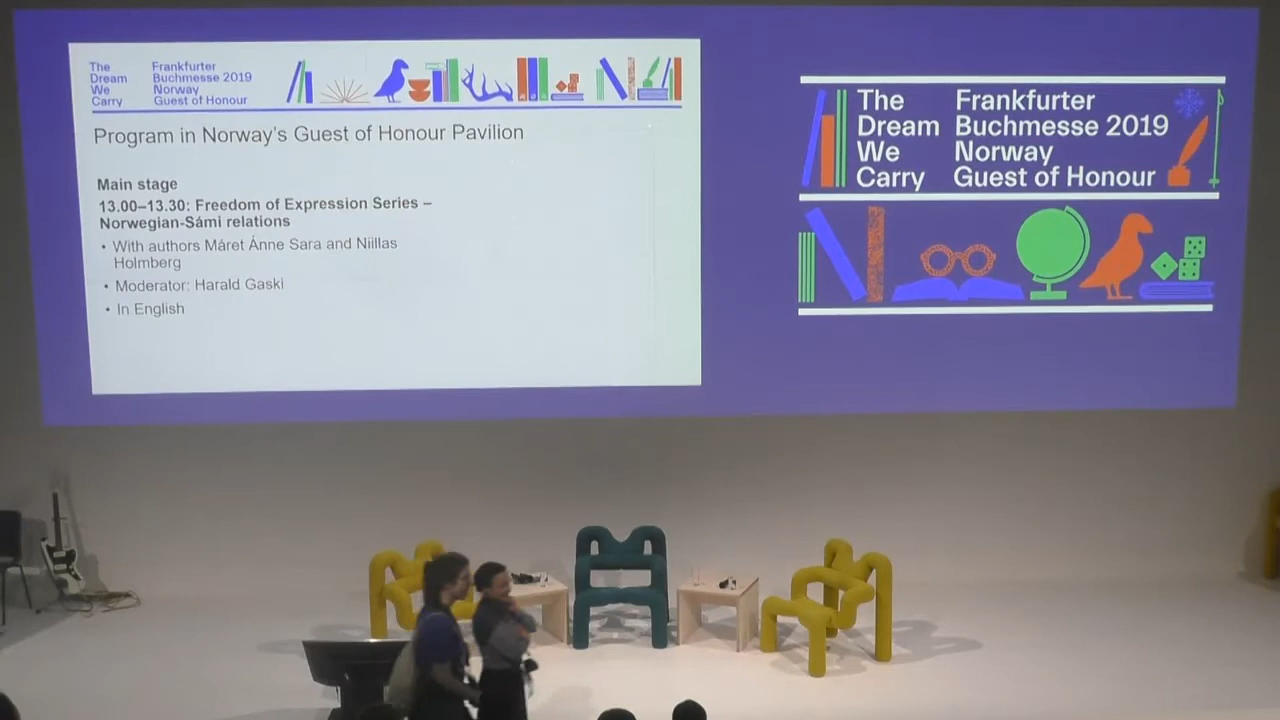 The
Dream
We
Carry
Frankfurter
Buchmesse 2019
Norway
Guest of Honour
Program in Norway's Guest of Honour Pavilion
Main stage
13.00–13.30: Freedom of Expression Series –
Norwegian-Sámi relations
• With authors Máret Ánne Sara and Niillas
Holmberg
• Moderator: Harald Gaski
• In English
The
Dream
We
Carry
Frankfurter
Buchmesse 2019
Norway
Guest of Honour